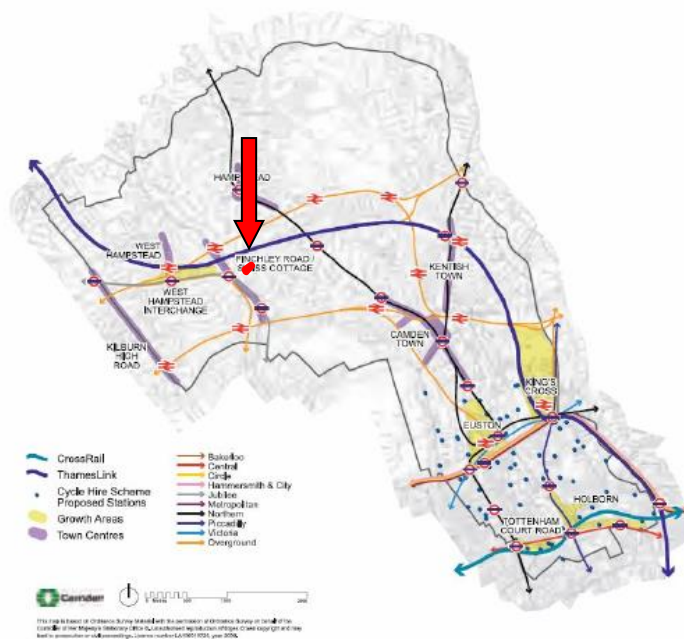 HAMPSTEAD
WEST
HAMPSTEAD
FINCHLEY ROAD /
SWISS COTTAGE
WEST
HAMPSTEAD
INTERCHANGE
KENTISH
TOWN
KILBURN
HIGH
ROAD
CAMDEN
TOWN
KING'S
CROSS
EUSTON
HOLBORN
TOTTENHAM
COURT ROAD
CrossRail
ThamesLink
Cycle Hire Scheme
Proposed Stations
Growth Areas
Town Centres
Bakerloo
Central
Circle
Hammersmith & City
Jubilee
Metropolitan
Northern
Piccadilly
Victoria
Overground
Camden